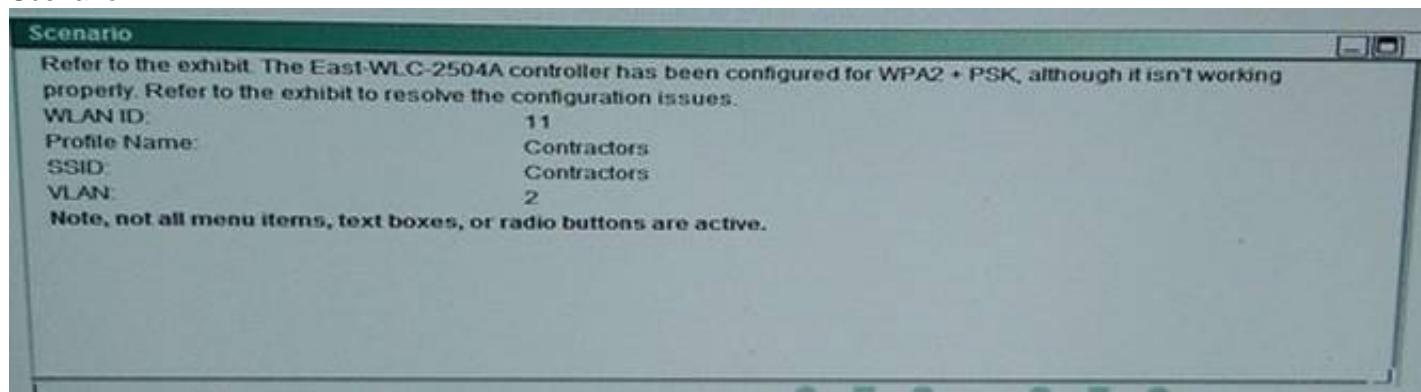 Scenario
Refer to the exhibit. The East-WLC-2504A controller has been configured for WPA2 + PSK, although it isn't working
properly. Refer to the exhibit to resolve the configuration issues.
WLAN ID: 11
Profile Name: Contractors
SSID: Contractors
VLAN: 2
Note, not all menu items, text boxes, or radio buttons are active.